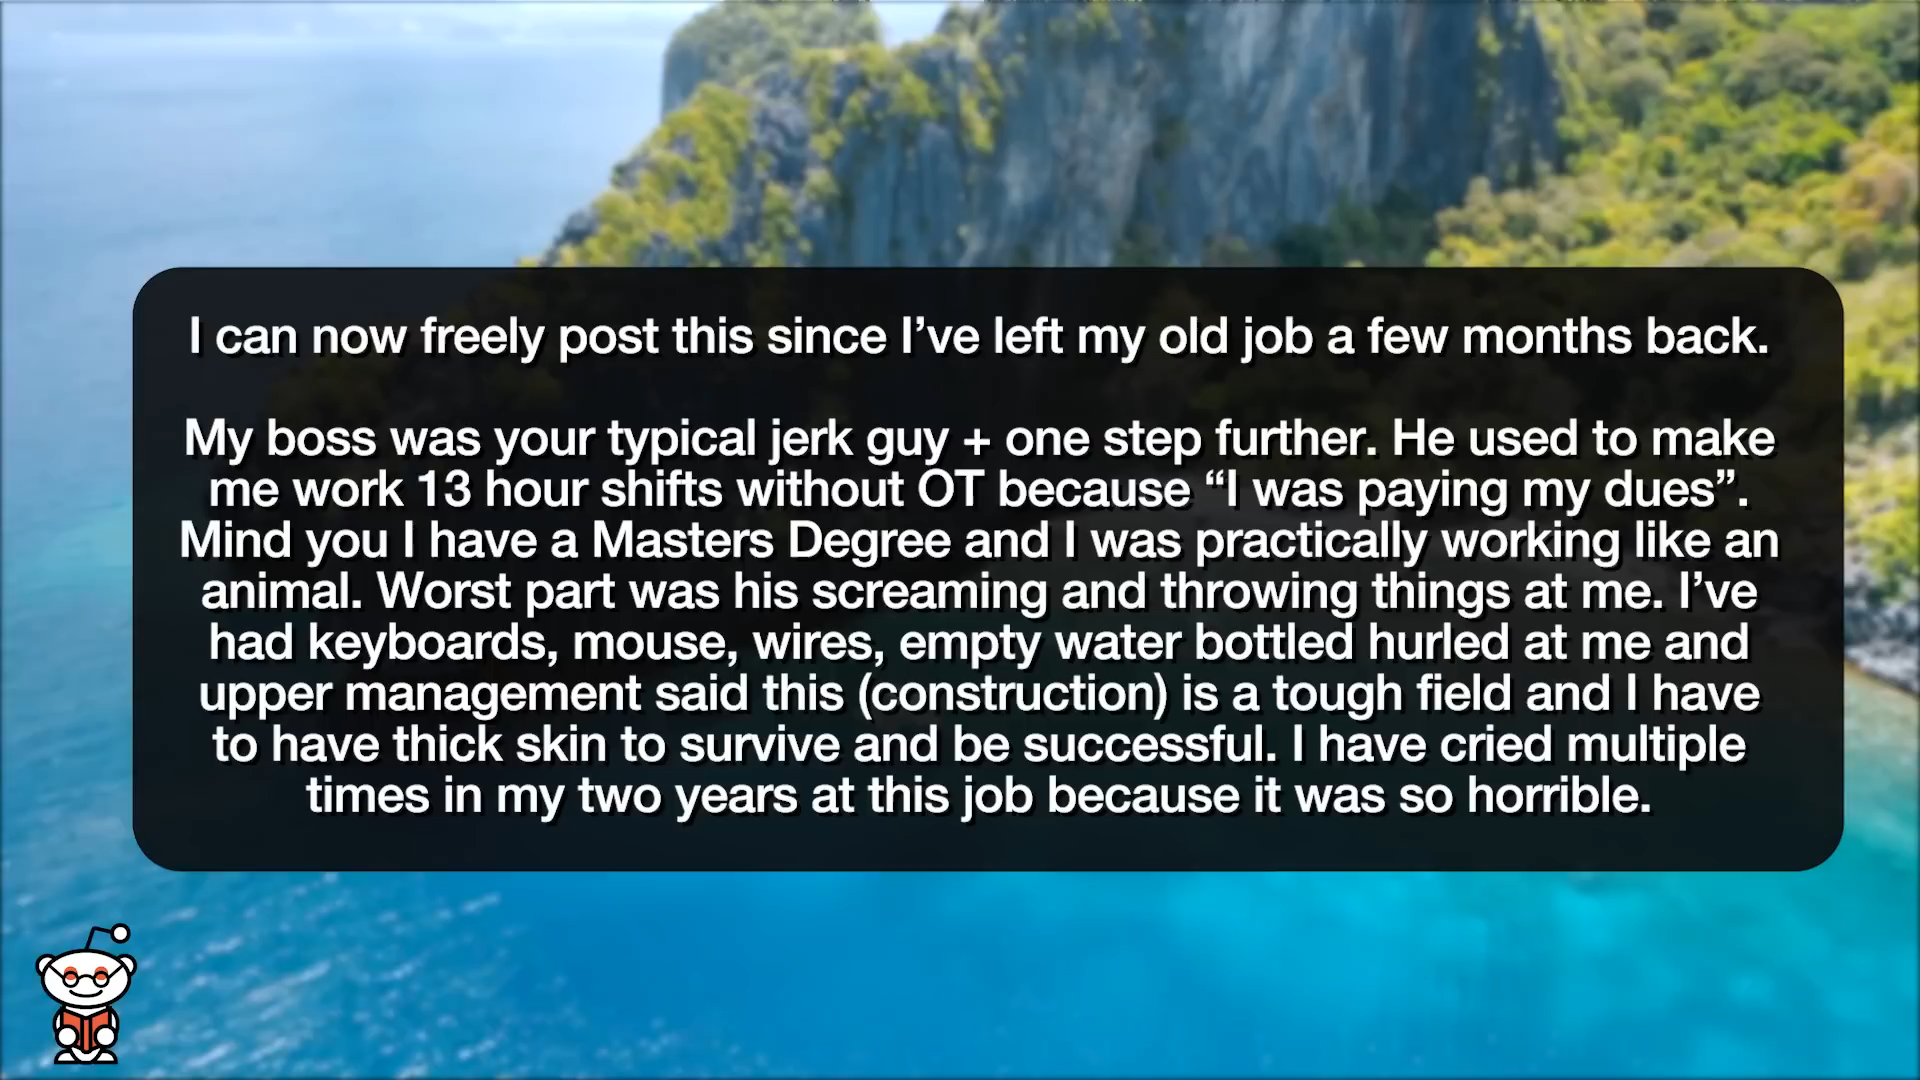 I can now freely post this since I’ve left my old job a few months back.
My boss was your typical jerk guy + one step further. He used to make
me work 13 hour shifts without OT because “I was paying my dues”.
Mind you I have a Masters Degree and I was practically working like an
animal. Worst part was his screaming and throwing things at me. I’ve
had keyboards, mouse, wires, empty water bottled hurled at me and
upper management said this (construction) is a tough field and I have
to have thick skin to survive and be successful. I have cried multiple
times in my two years at this job because it was so horrible.